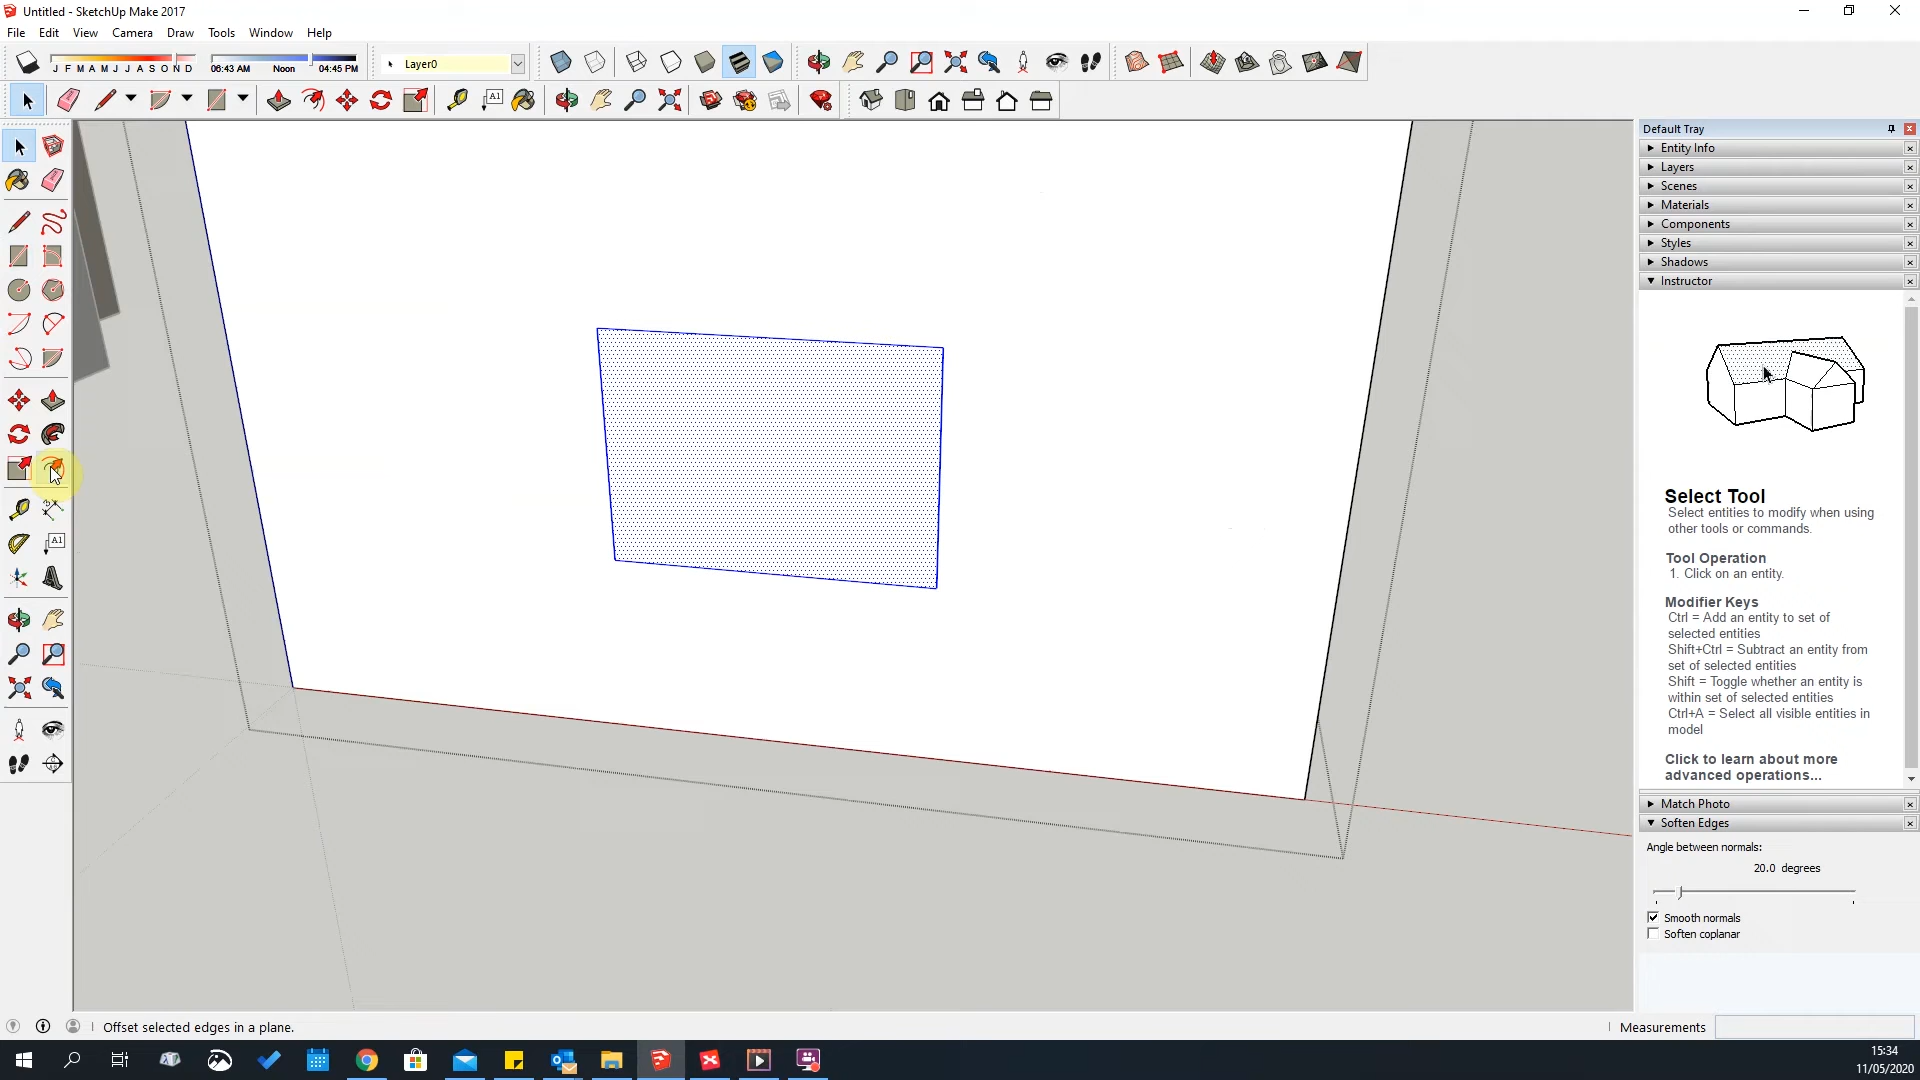 Untitled - SketchUp Make 2017
File Edit View Camera Draw Tools Window Help
J F M A M J J A S O N D
06:43 AM Noon 04:45 PM
Layer0
A1
Default Tray
Entity Info
Layers
Scenes
Materials
Components
Styles
Shadows
Instructor
Select Tool
Select entities to modify when using
other tools or commands.
Tool Operation
1. Click on an entity.
Modifier Keys
Ctrl = Add an entity to set of
selected entities
Shift+Ctrl = Subtract an entity from
set of selected entities
Shift = Toggle whether an entity is
within set of selected entities
Ctrl+A = Select all visible entities in
model
Click to learn about more
advanced operations...
Match Photo
Soften Edges
Angle between normals:
20.0 degrees
Smooth normals
Soften coplanar
A1
Offset selected edges in a plane.
Measurements
15:34
11/05/2020